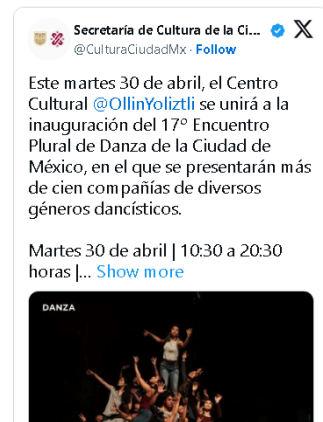 Secretaría de Cultura de la Ci...
@CulturaCiudadMx · Follow
Este martes 30 de abril, el Centro
Cultural @OllinYoliztli se unirá a la
inauguración del 17º Encuentro
Plural de Danza de la Ciudad de
México, en el que se presentarán más
de cien compañías de diversos
géneros dancísticos.
Martes 30 de abril | 10:30 a 20:30
horas |... Show more
DANZA